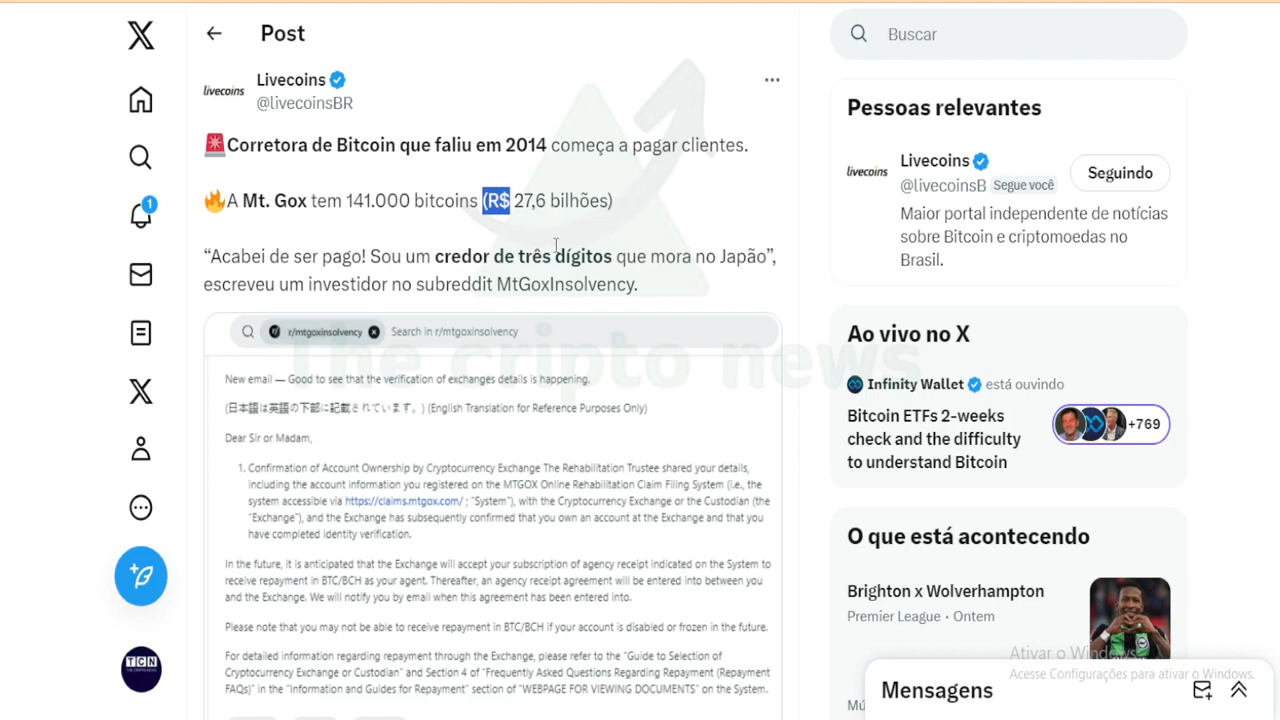 Post
Buscar
livecoins
Livecoins
@livecoinsBR
🚨Corretora de Bitcoin que faliu em 2014 começa a pagar clientes.
🔥A Mt. Gox tem 141.000 bitcoins (R$ 27,6 bilhões)
“Acabei de ser pago! Sou um credor de três dígitos que mora no Japão”,
escreveu um investidor no subreddit MtGoxInsolvency.
r/mtgoxinsolvency Search in r/mtgoxinsolvency
New email — Good to see that the verification of exchanges details is happening.
(日本語は英語の下部に記載されています。) (English Translation for Reference Purposes Only)
Dear Sir or Madam,
1. Confirmation of Account Ownership by Cryptocurrency Exchange The Rehabilitation Trustee shared your details,
including the account information you registered on the MTGOX Online Rehabilitation Claim Filing System (i.e., the
system accessible via https://claims.mtgox.com/ ; "System"), with the Cryptocurrency Exchange or the Custodian (the
"Exchange"), and the Exchange has subsequently confirmed that you own an account at the Exchange and that you
have completed identity verification.
In the future, it is anticipated that the Exchange will accept your subscription of agency receipt indicated on the System to
receive repayment in BTC/BCH as your agent. Thereafter, an agency receipt agreement will be entered into between you
and the Exchange. We will notify you by email when this agreement has been entered into.
Please note that you may not be able to receive repayment in BTC/BCH if your account is disabled or frozen in the future.
For detailed information regarding repayment through the Exchange, please refer to the "Guide to Selection of
Cryptocurrency Exchange or Custodian" and Section 4 of "Frequently Asked Questions Regarding Repayment (Repayment
FAQs)" in the "Information and Guides for Repayment" section of "WEBPAGE FOR VIEWING DOCUMENTS" on the System.
The cripto news
1
TCN
Pessoas relevantes
livecoins
Livecoins
@livecoinsB Segue você
Seguindo
Maior portal independente de notícias
sobre Bitcoin e criptomoedas no
Brasil.
Ao vivo no X
Infinity Wallet está ouvindo
Bitcoin ETFs 2-weeks
check and the difficulty
to understand Bitcoin
+769
O que está acontecendo
Brighton x Wolverhampton
Premier League · Ontem
Ativar o Windows
Acesse Configurações para ativar o Windows.
Mensagens